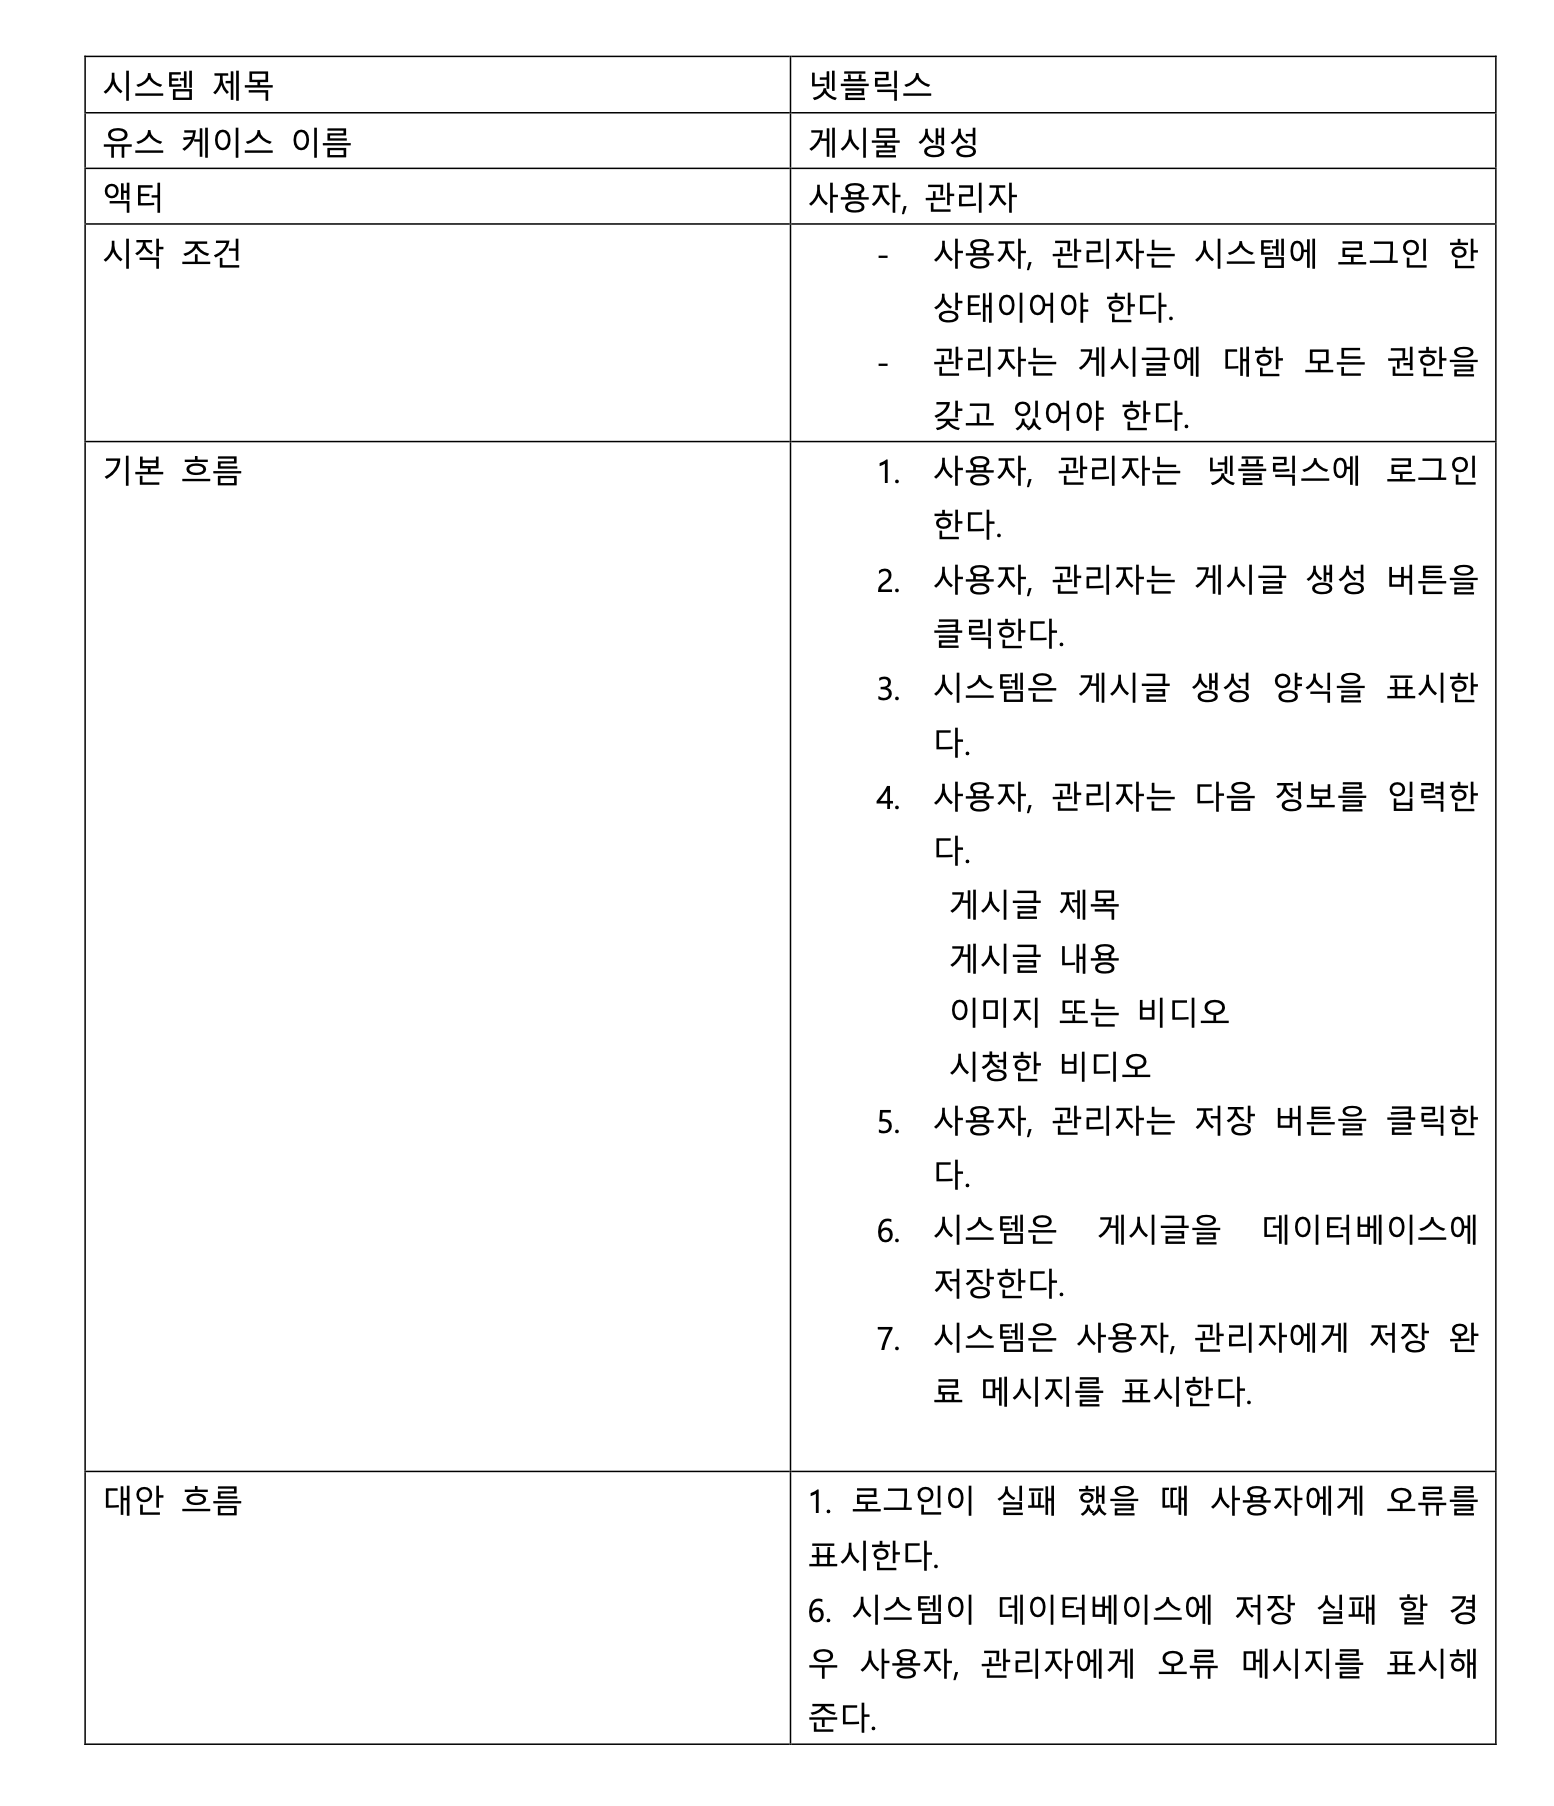 시스템 제목
넷플릭스
유스 케이스 이름
게시물 생성
액터
사용자, 관리자
시작 조건
- 사용자, 관리자는 시스템에 로그인 한
상태이어야 한다.
- 관리자는 게시글에 대한 모든 권한을
갖고 있어야 한다.
기본 흐름
1. 사용자, 관리자는 넷플릭스에 로그인
한다.
2. 사용자, 관리자는 게시글 생성 버튼을
클릭한다.
3. 시스템은 게시글 생성 양식을 표시한
다.
4. 사용자, 관리자는 다음 정보를 입력한
다.
게시글 제목
게시글 내용
이미지 또는 비디오
시청한 비디오
5. 사용자, 관리자는 저장 버튼을 클릭한
다.
6. 시스템은 게시글을 데이터베이스에
저장한다.
7. 시스템은 사용자, 관리자에게 저장 완
료 메시지를 표시한다.
대안 흐름
1. 로그인이 실패 했을 때 사용자에게 오류를
표시한다.
6. 시스템이 데이터베이스에 저장 실패 할 경
우 사용자, 관리자에게 오류 메시지를 표시해
준다.